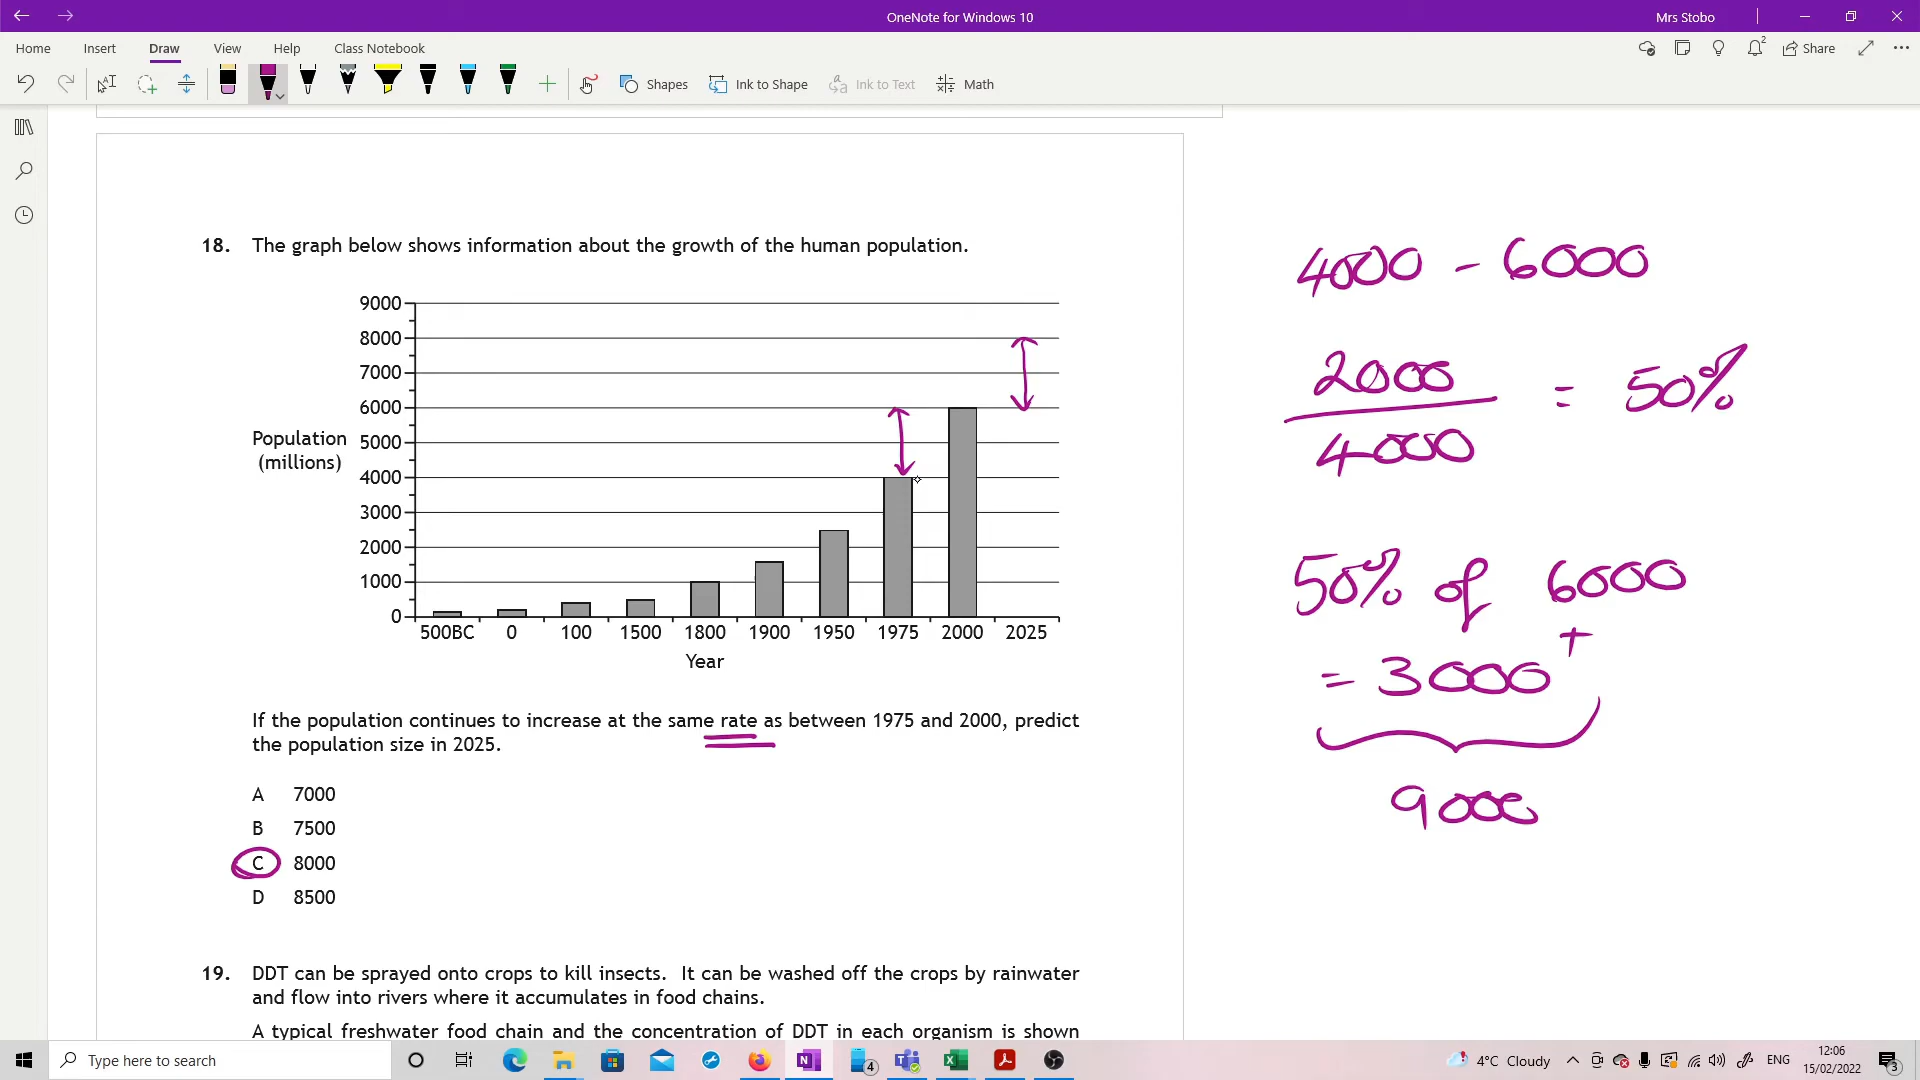 OneNote for Windows 10
Mrs Stobo
Home Insert Draw View Help Class Notebook
2
Share
Shapes
Ink to Shape
Ink to Text
Math
18. The graph below shows information about the growth of the human population.
9000
8000
7000
6000
5000
4000
3000
2000
1000
0
Population
(millions)
500BC 0 100 1500 1800 1900 1950 1975 2000 2025
Year
If the population continues to increase at the same rate as between 1975 and 2000, predict
the population size in 2025.
A 7000
B 7500
C 8000
D 8500
19. DDT can be sprayed onto crops to kill insects. It can be washed off the crops by rainwater
and flow into rivers where it accumulates in food chains.
A typical freshwater food chain and the concentration of DDT in each organism is shown
4000 - 6000
2000
4000
= 50%
50% of 6000
+
= 3000
9000
Type here to search
4
4°C Cloudy
ENG
12:06
15/02/2022
3